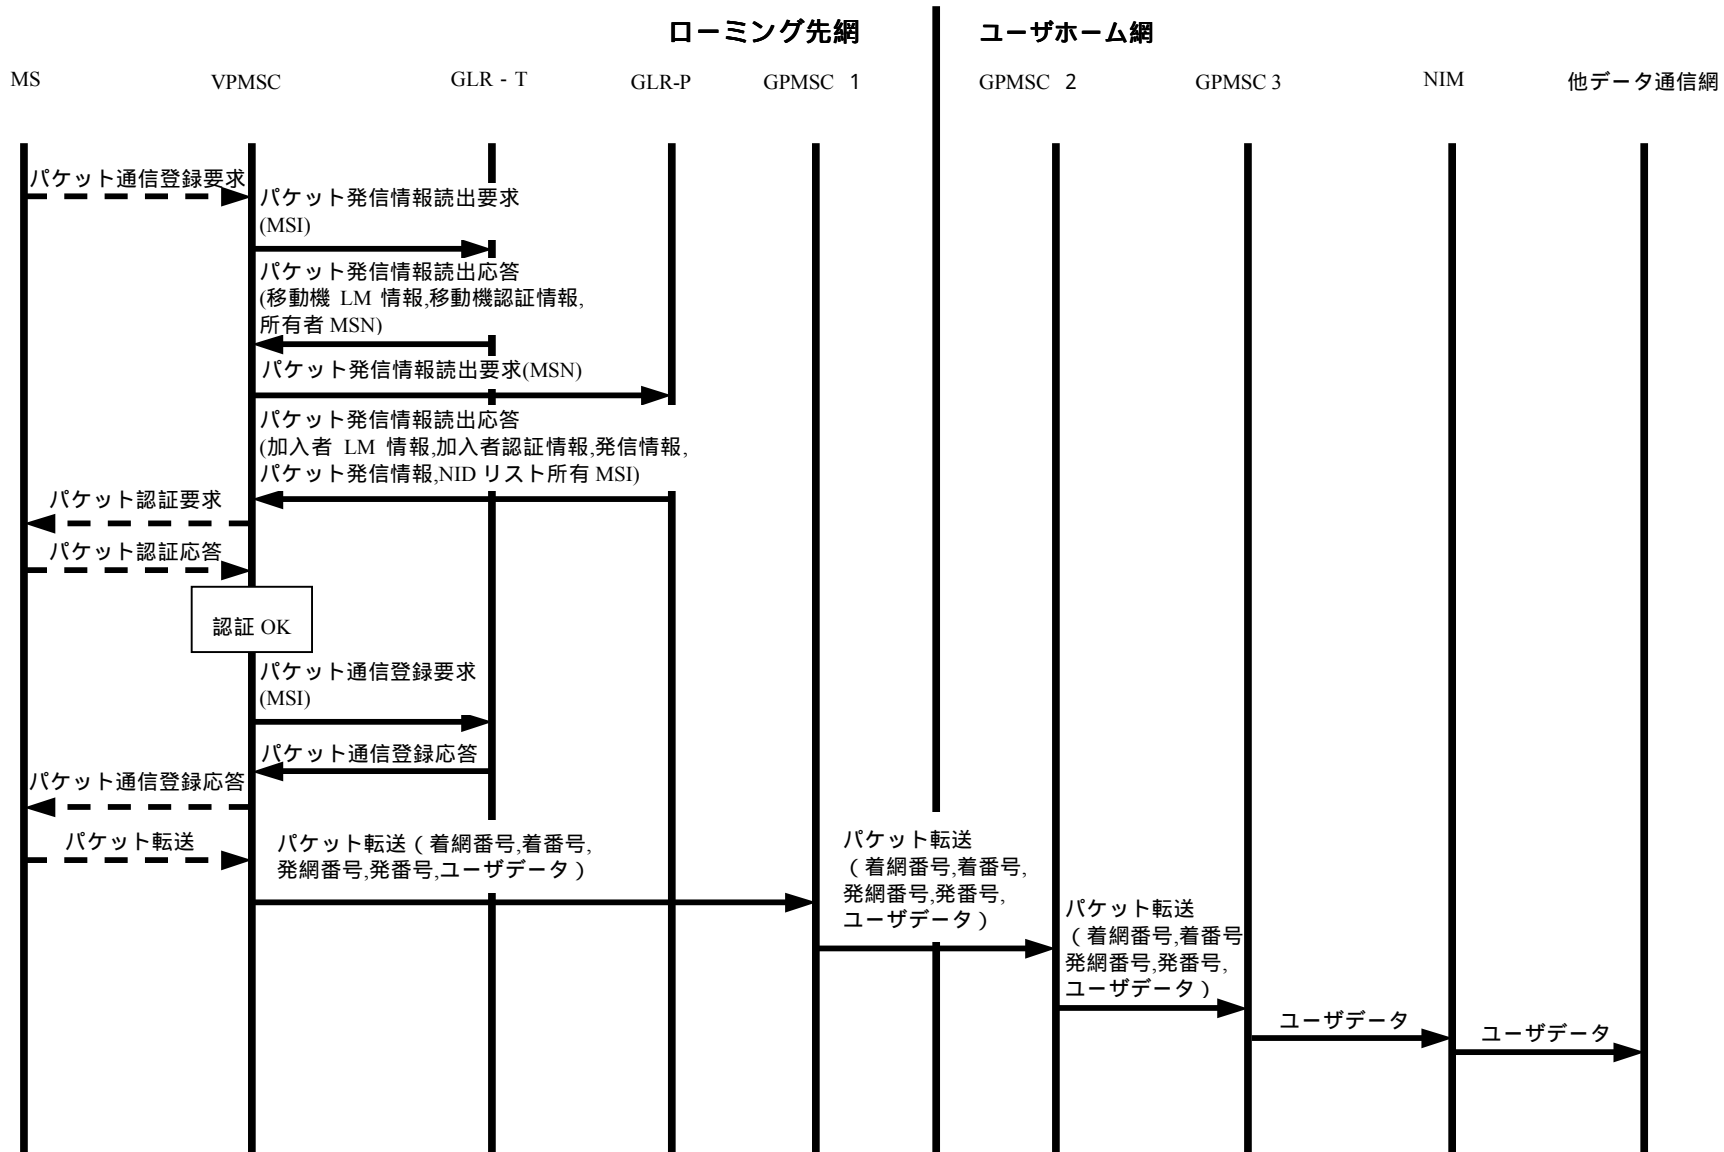 ローミング先網
ユーザホーム網
MS
VPMSC
GLR - T
GLR-P
GPMSC 1
GPMSC 2
GPMSC 3
NIM
他データ通信網
パケット通信登録要求
パケット発信情報読出要求
(MSI)
パケット発信情報読出応答
(移動機 LM 情報,移動機認証情報,
所有者 MSN)
パケット発信情報読出要求(MSN)
パケット発信情報読出応答
(加入者 LM 情報,加入者認証情報,発信情報,
パケット発信情報,NID リスト所有 MSI)
パケット認証要求
パケット認証応答
認証 OK
パケット通信登録要求
(MSI)
パケット通信登録応答
パケット通信登録応答
パケット転送
パケット転送（着網番号,着番号,
発網番号,発番号,ユーザデータ）
パケット転送
（着網番号,着番号,
発網番号,発番号,
ユーザデータ）
パケット転送
（着網番号,着番号
発網番号,発番号,
ユーザデータ）
ユーザデータ
ユーザデータ